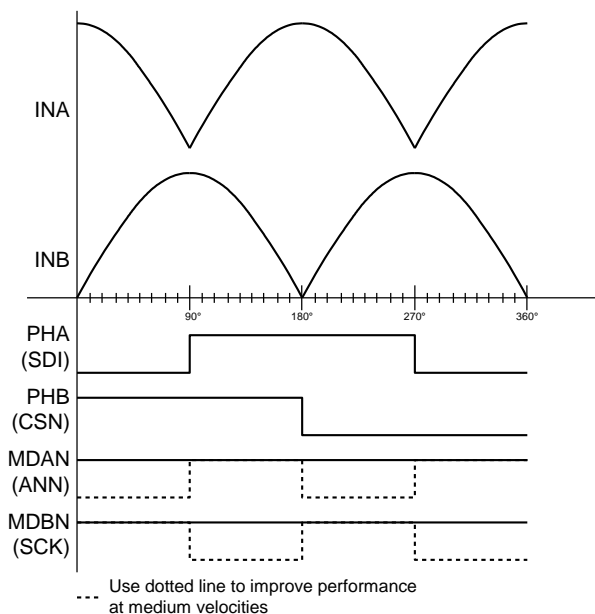 INA
INB
90° 180° 270° 360°
PHA
(SDI)
PHB
(CSN)
MDAN
(ANN)
MDBN
(SCK)
Use dotted line to improve performance
at medium velocities